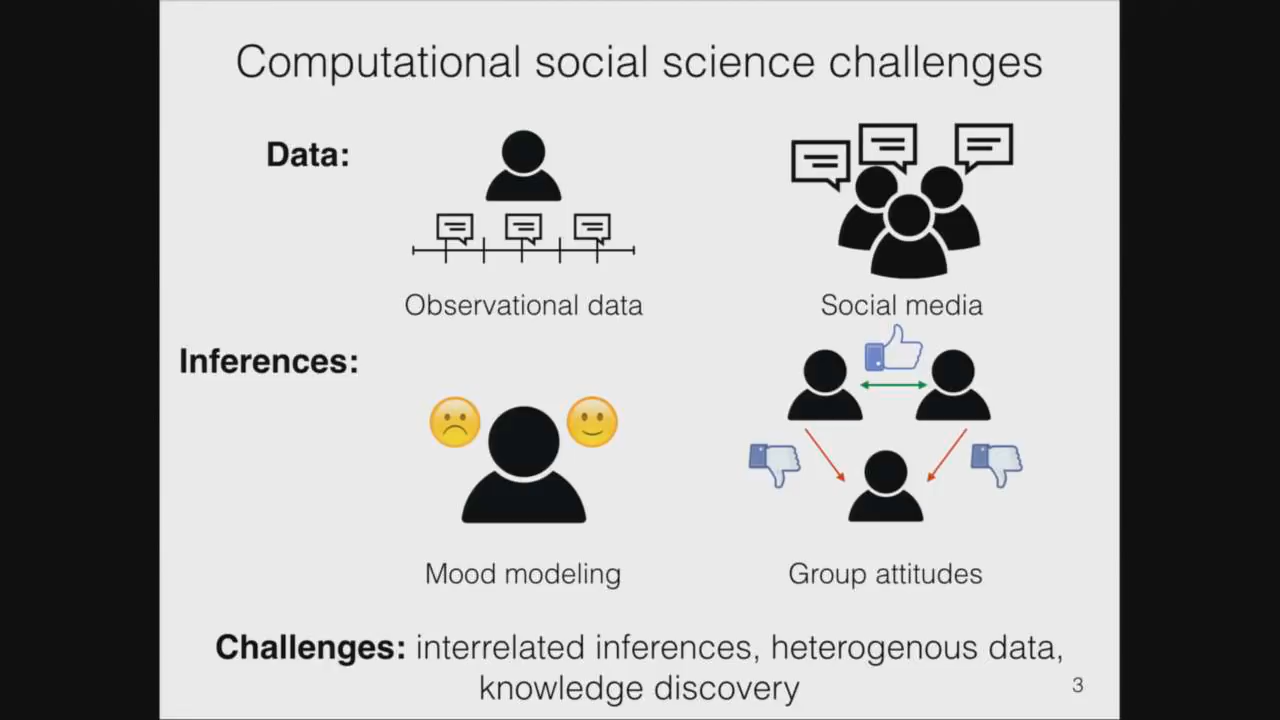 Computational social science challenges
Data:
Observational data
Social media
Inferences:
Mood modeling
Group attitudes
Challenges: interrelated inferences, heterogenous data,
knowledge discovery
3